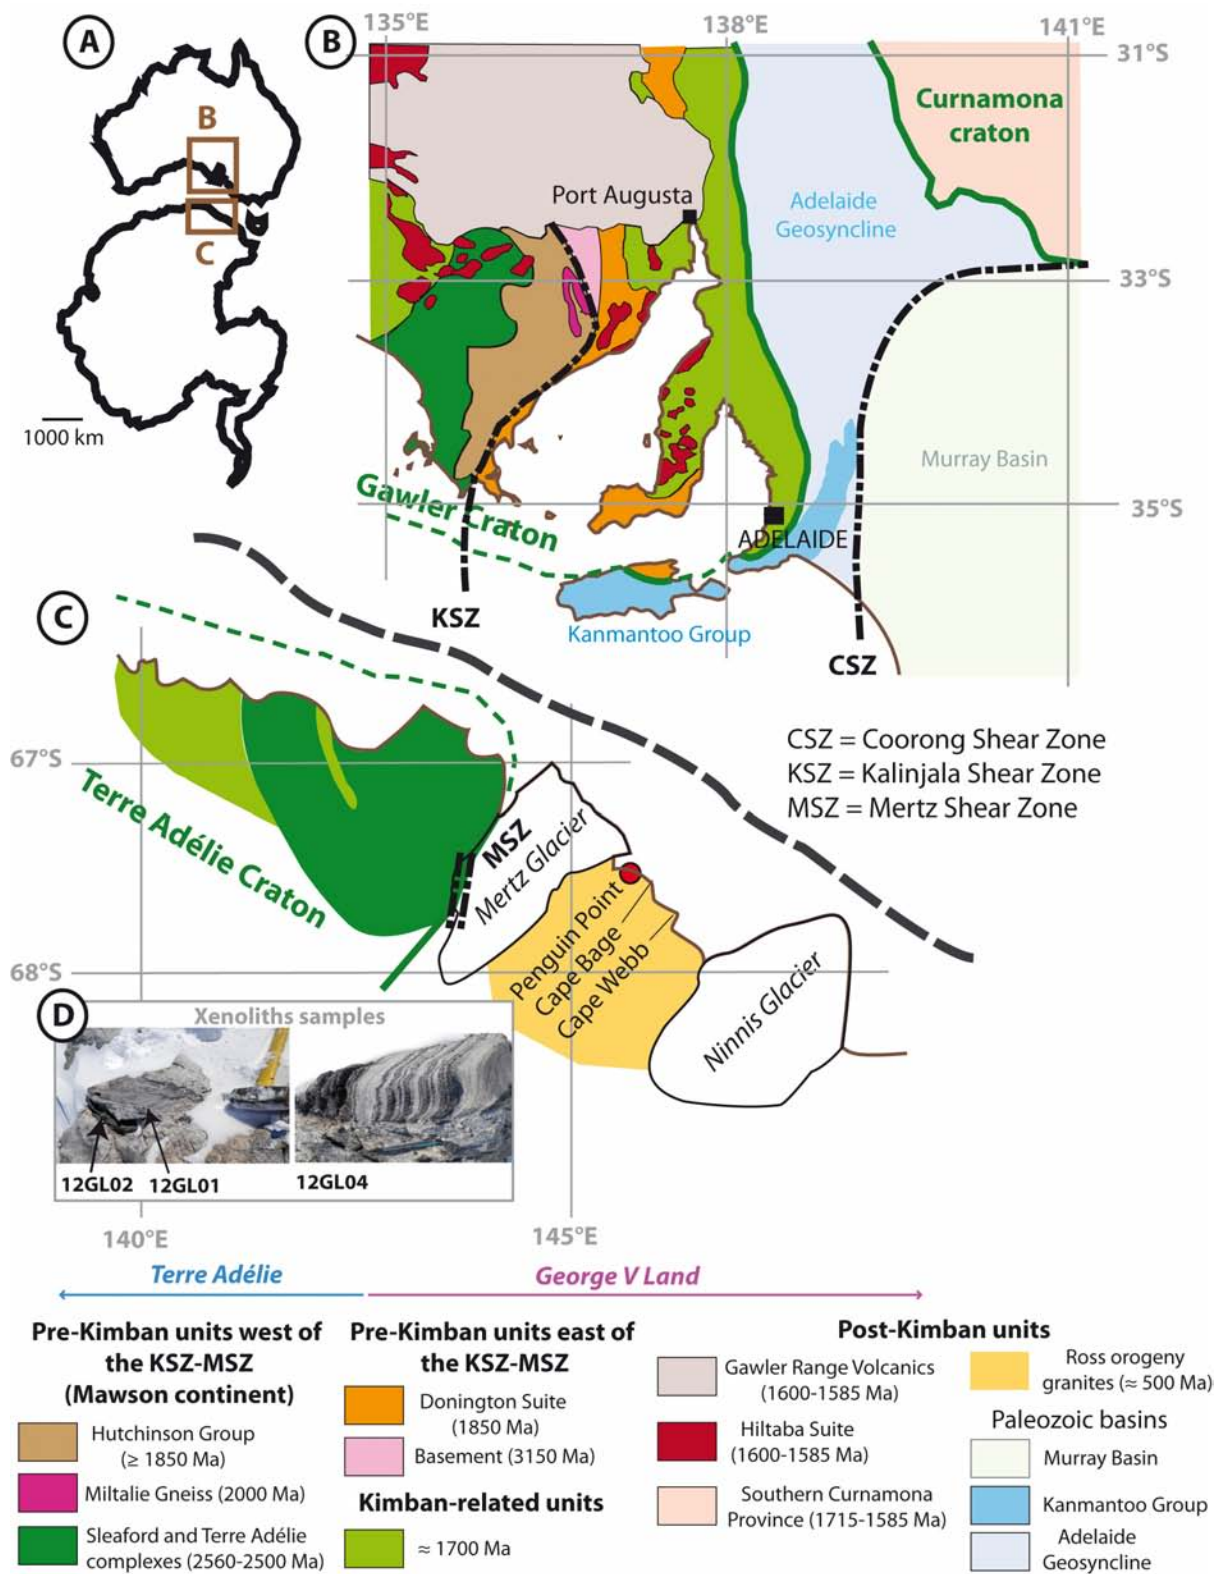 A
B
C
1000 km
B
135°E
138°E
141°E
31°S
33°S
35°S
Curnamona
craton
Port Augusta
Adelaide
Geosyncline
Murray Basin
Gawler Craton
ADELAIDE
KSZ
Kanmantoo Group
CSZ
CSZ = Coorong Shear Zone
KSZ = Kalinjala Shear Zone
MSZ = Mertz Shear Zone
C
67°S
68°S
Terre Adélie Craton
MSZ
Mertz Glacier
Penguin Point
Cape Bage
Cape Webb
Ninnis Glacier
D
Xenoliths samples
12GL02
12GL01
12GL04
140°E
145°E
Terre Adélie
George V Land
Pre-Kimban units west of
the KSZ-MSZ
(Mawson continent)
Hutchinson Group
(≥ 1850 Ma)
Miltalie Gneiss (2000 Ma)
Sleaford and Terre Adélie
complexes (2560-2500 Ma)
Pre-Kimban units east of
the KSZ-MSZ
Donington Suite
(1850 Ma)
Basement (3150 Ma)
Kimban-related units
≈ 1700 Ma
Post-Kimban units
Gawler Range Volcanics
(1600-1585 Ma)
Hiltaba Suite
(1600-1585 Ma)
Southern Curnamona
Province (1715-1585 Ma)
Ross orogeny
granites (≈ 500 Ma)
Paleozoic basins
Murray Basin
Kanmantoo Group
Adelaide
Geosyncline